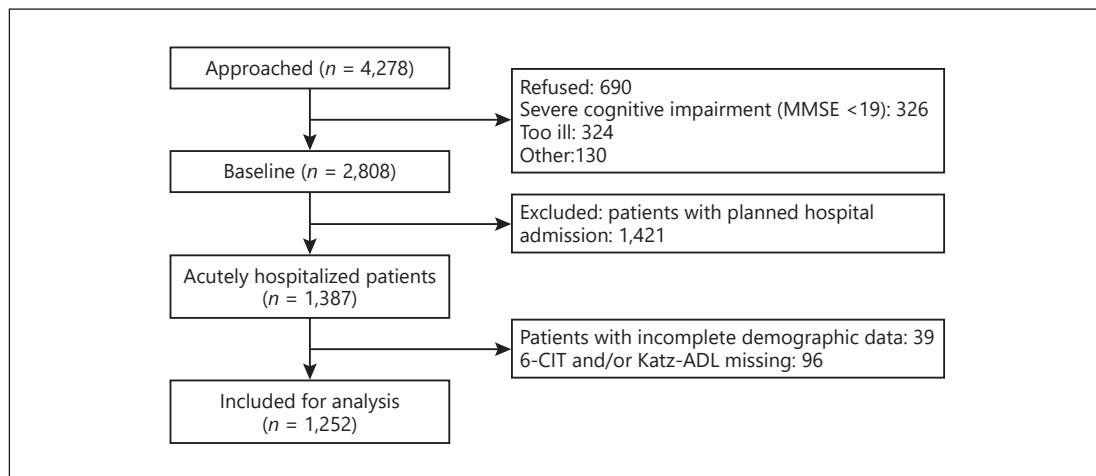 Approached (n = 4,278)
Refused: 690
Severe cognitive impairment (MMSE <19): 326
Too ill: 324
Other:130
Baseline (n = 2,808)
Excluded: patients with planned hospital
admission: 1,421
Acutely hospitalized patients
(n = 1,387)
Patients with incomplete demographic data: 39
6-CIT and/or Katz-ADL missing: 96
Included for analysis
(n = 1,252)